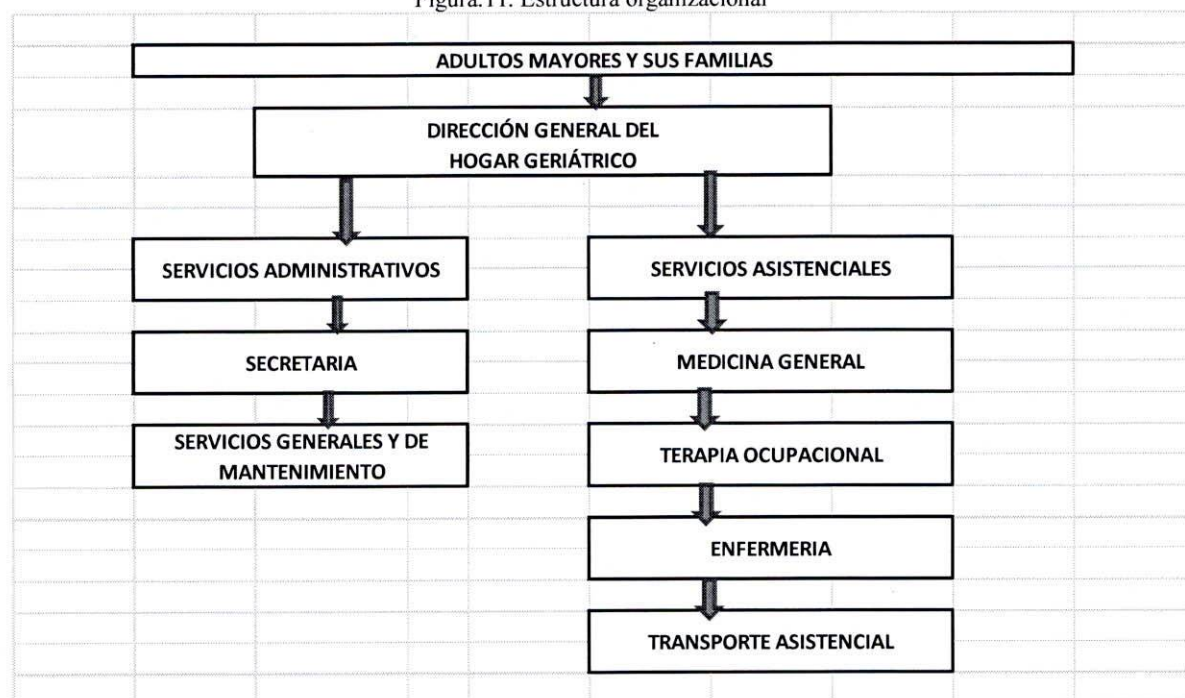 Figura.11. Estructura organizacional
ADULTOS MAYORES Y SUS FAMILIAS
DIRECCIÓN GENERAL DEL
HOGAR GERIÁTRICO
SERVICIOS ADMINISTRATIVOS
SERVICIOS ASISTENCIALES
SECRETARIA
MEDICINA GENERAL
SERVICIOS GENERALES Y DE
MANTENIMIENTO
TERAPIA OCUPACIONAL
ENFERMERIA
TRANSPORTE ASISTENCIAL